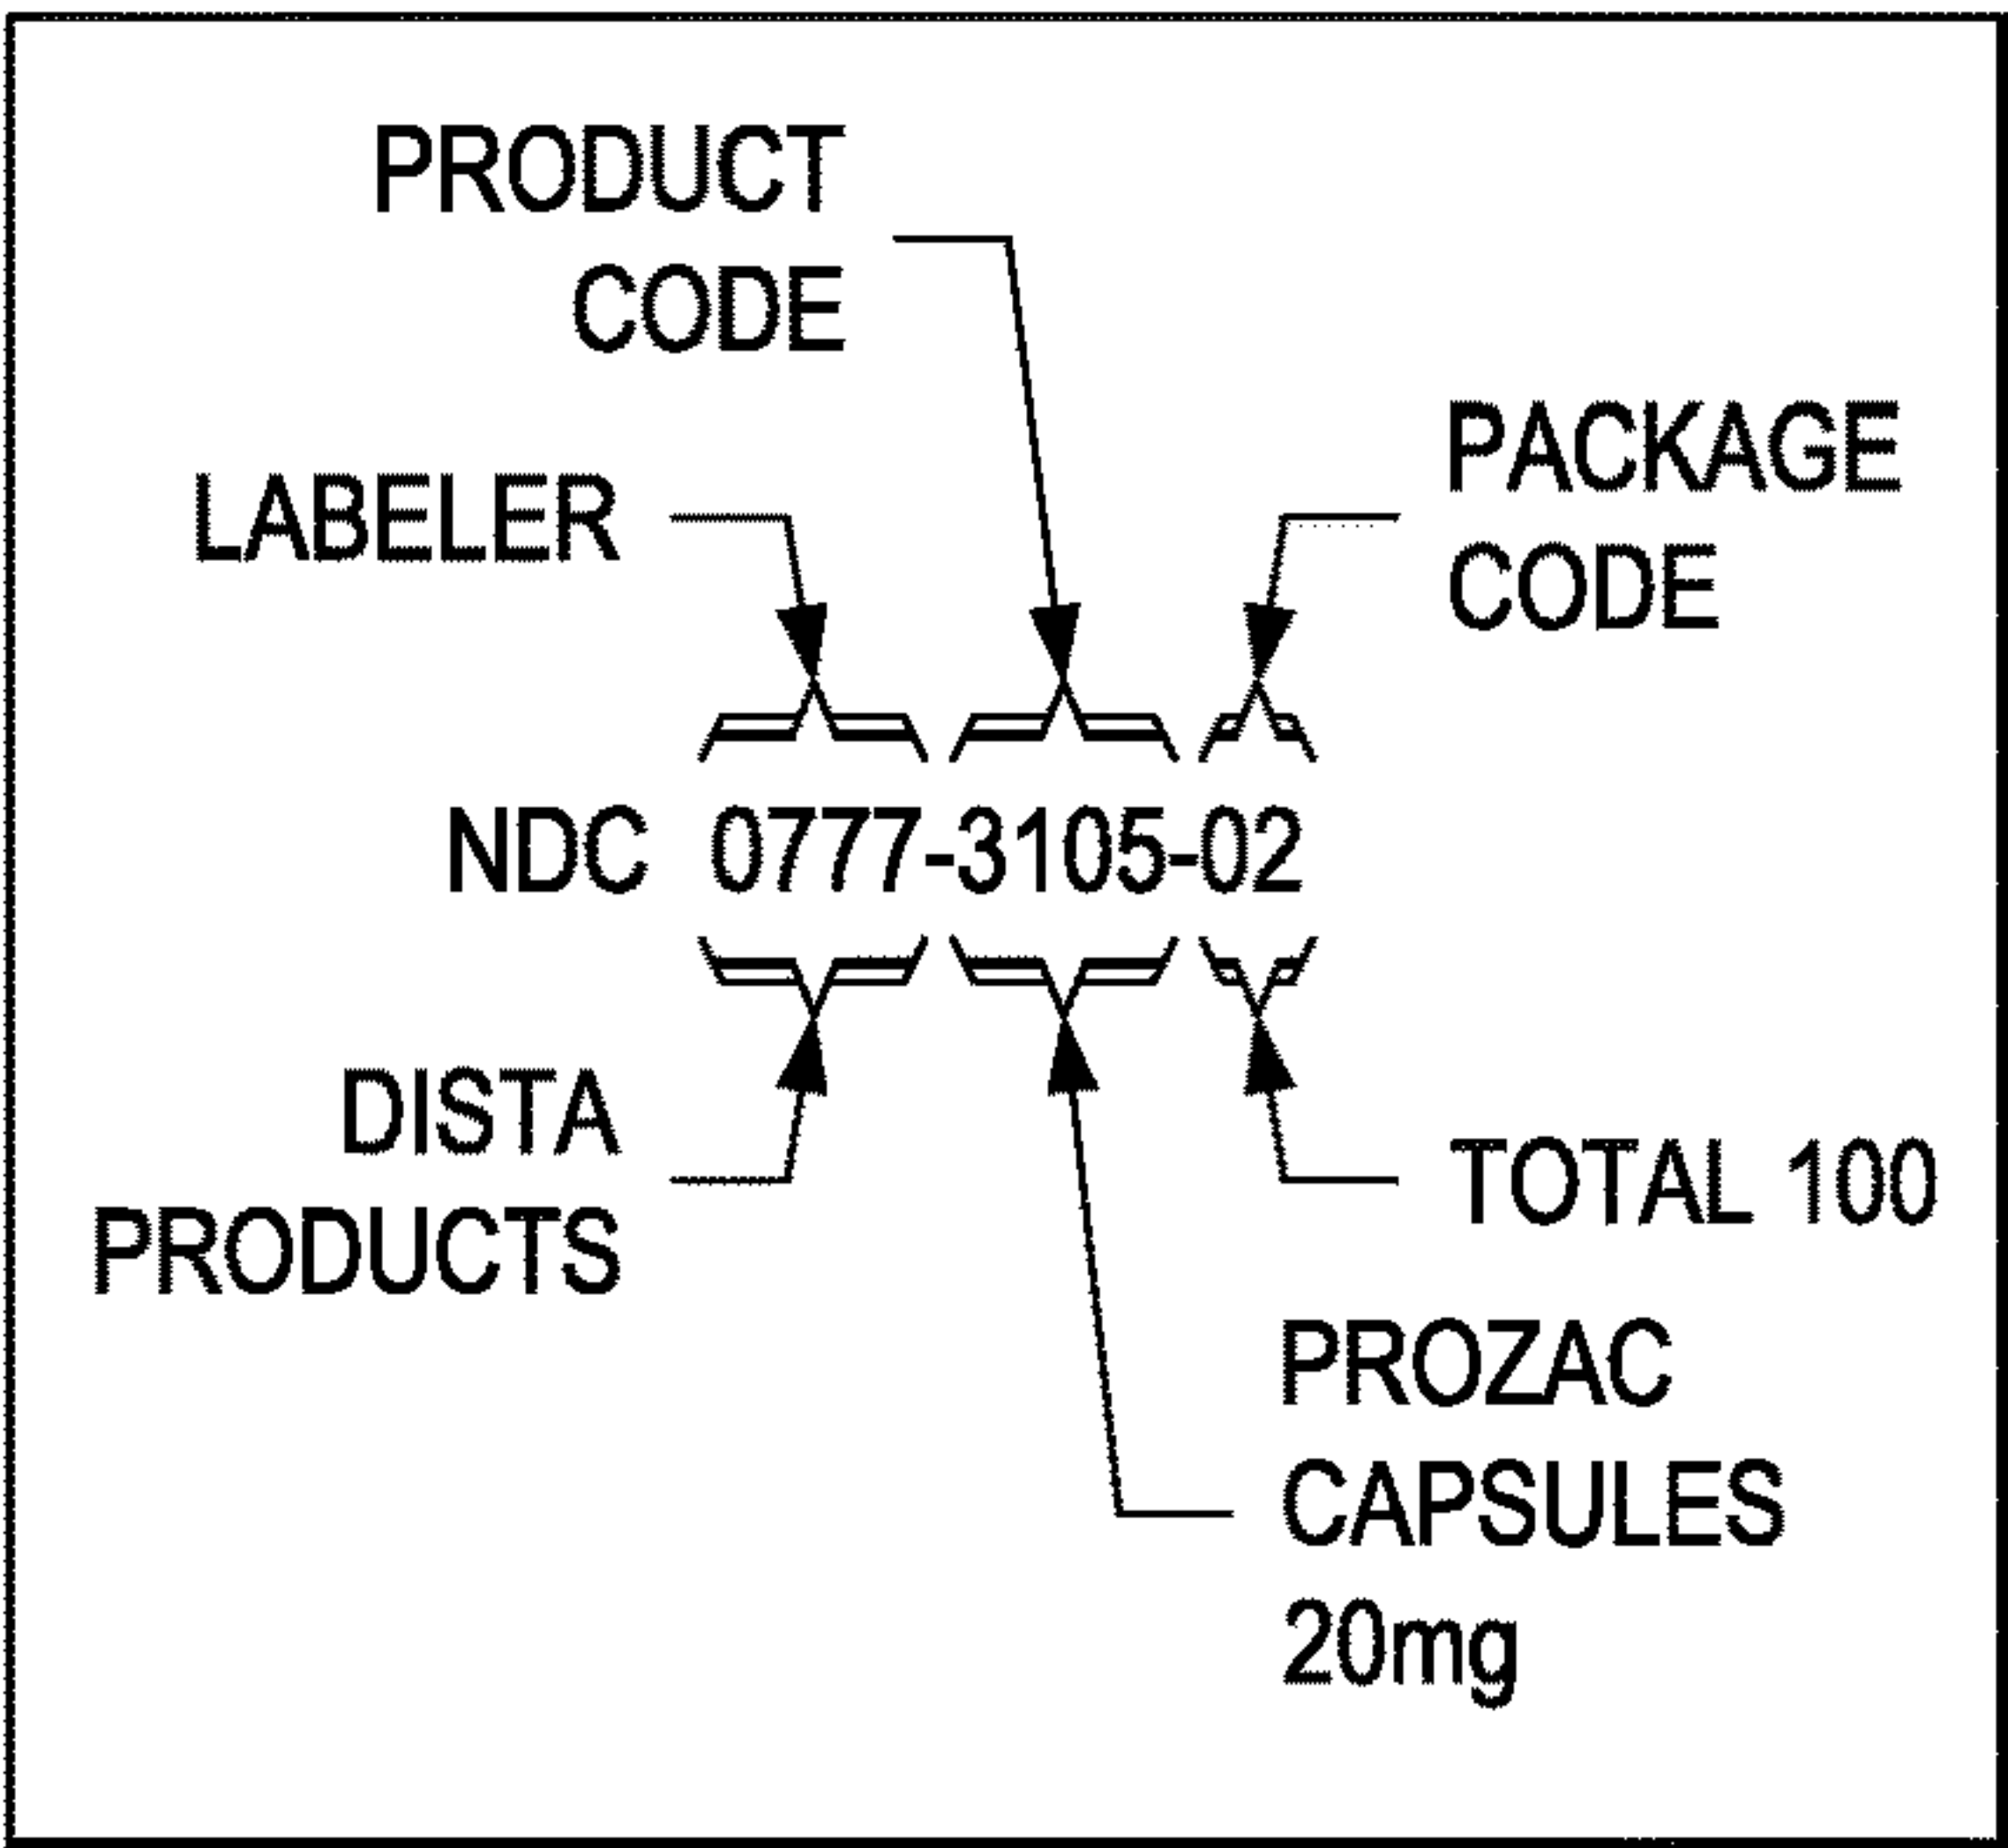 PRODUCT
CODE
PACKAGE
CODE
LABELER
NDC 0777-3105-02
DISTA
PRODUCTS
TOTAL 100
PROZAC
CAPSULES
20mg